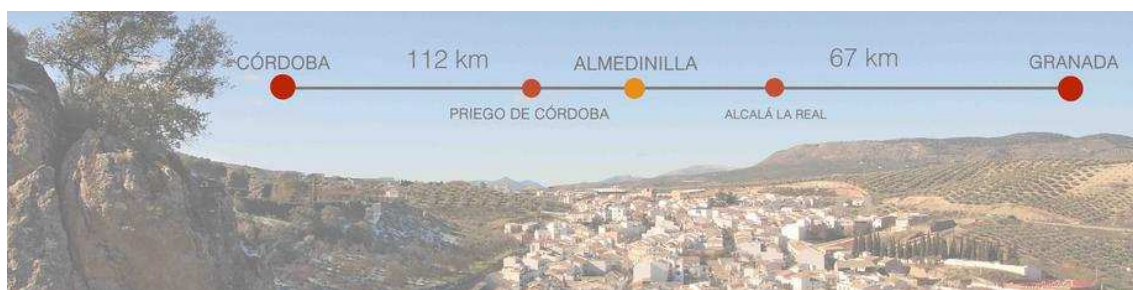 112 km 67 km
CÓRDOBA ALMEDINILLA GRANADA
PRIEGO DE CÓRDOBA ALCALÁ LA REAL